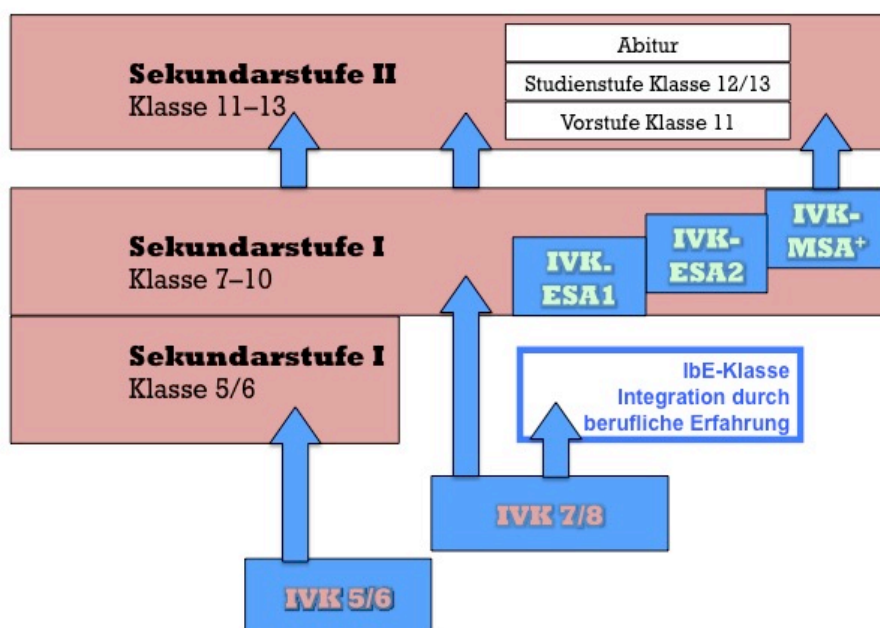 Abitur
Sekundarstufe II
Studienstufe Klasse 12/13
Klasse 11–13
Vorstufe Klasse 11
Sekundarstufe I
Klasse 7–10
IVK.
ESA1
IVK-
ESA2
IVK-
MSA⁺
Sekundarstufe I
Klasse 5/6
IbE-Klasse
Integration durch
berufliche Erfahrung
IVK 7/8
IVK 5/6